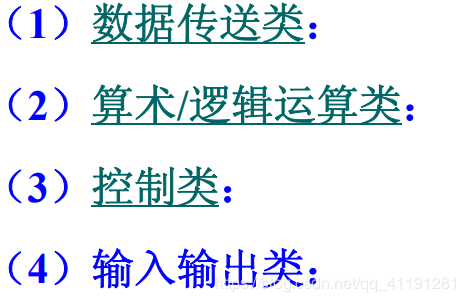 （1）数据传送类：
（2）算术/逻辑运算类：
（3）控制类：
（4）输入输出类：
https://blog.csdn.net/qq_41191281